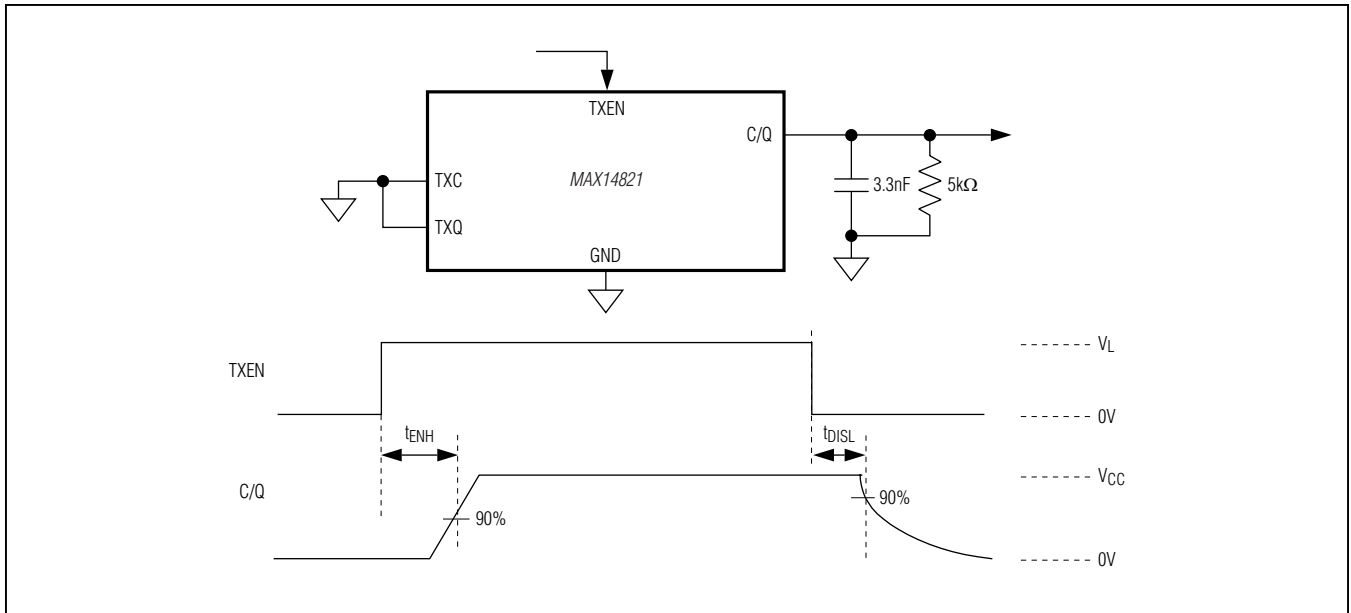 TXEN
C/Q
TXC
MAX14821
3.3nF
5kΩ
TXQ
GND
VL
TXEN
0V
tENH
tDISL
VCC
C/Q
90%
90%
0V